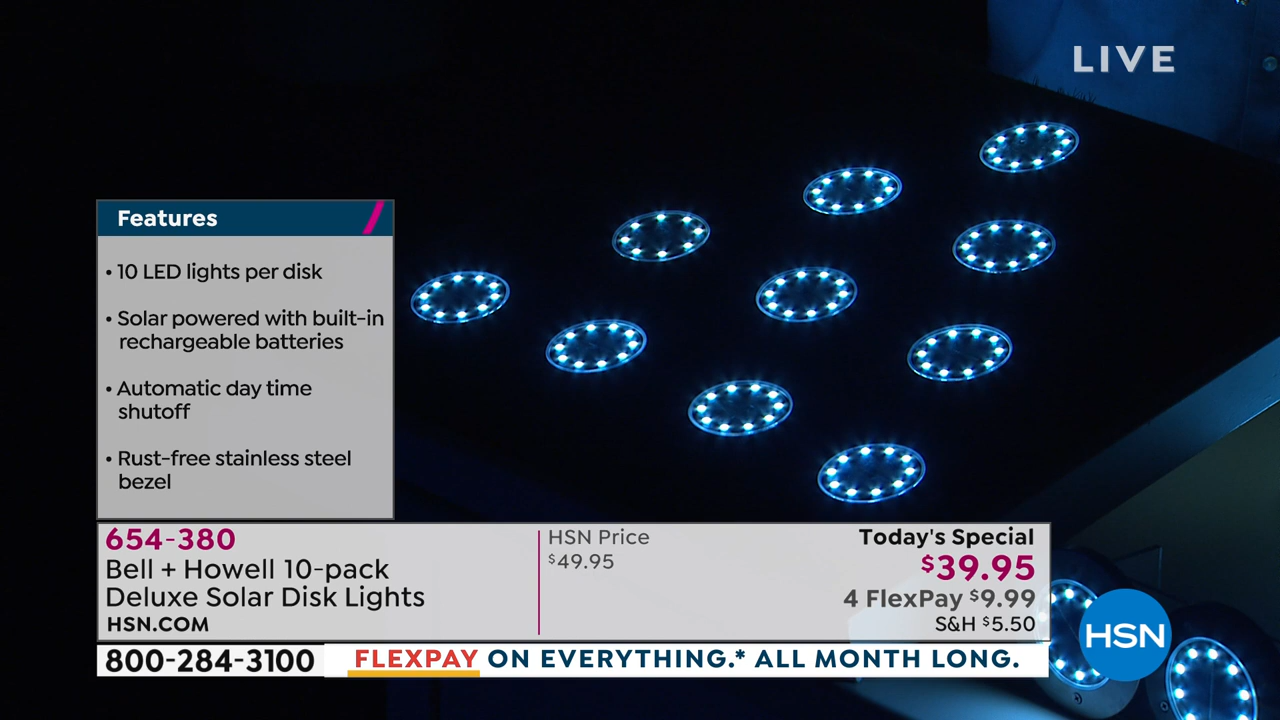 LIVE
Features
• 10 LED lights per disk
• Solar powered with built-in
rechargeable batteries
• Automatic day time
shutoff
• Rust-free stainless steel
bezel
654-380
Bell + Howell 10-pack
Deluxe Solar Disk Lights
HSN.COM
HSN Price
$49.95
Today's Special
$39.95
4 FlexPay $9.99
S&H $5.50
HSN
800-284-3100
FLEXPAY ON EVERYTHING.* ALL MONTH LONG.